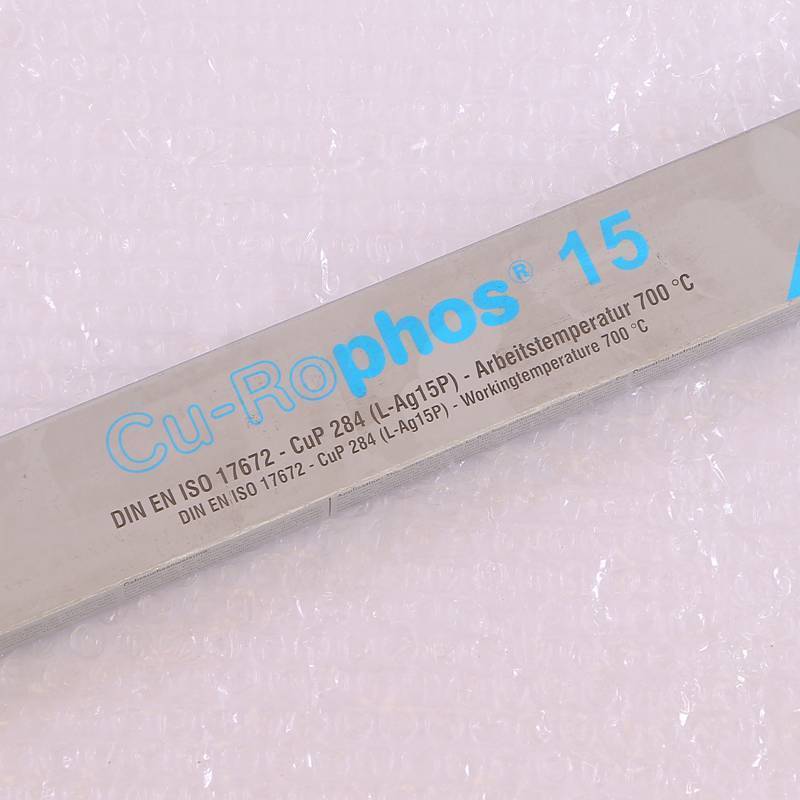 Cu-Rophos® 15
DIN EN ISO 17672 - CuP 284 (L-Ag15P) - Arbeitstemperatur 700 °C
DIN EN ISO 17672 - CuP 284 (L-Ag15P) - Workingtemperature 700 °C